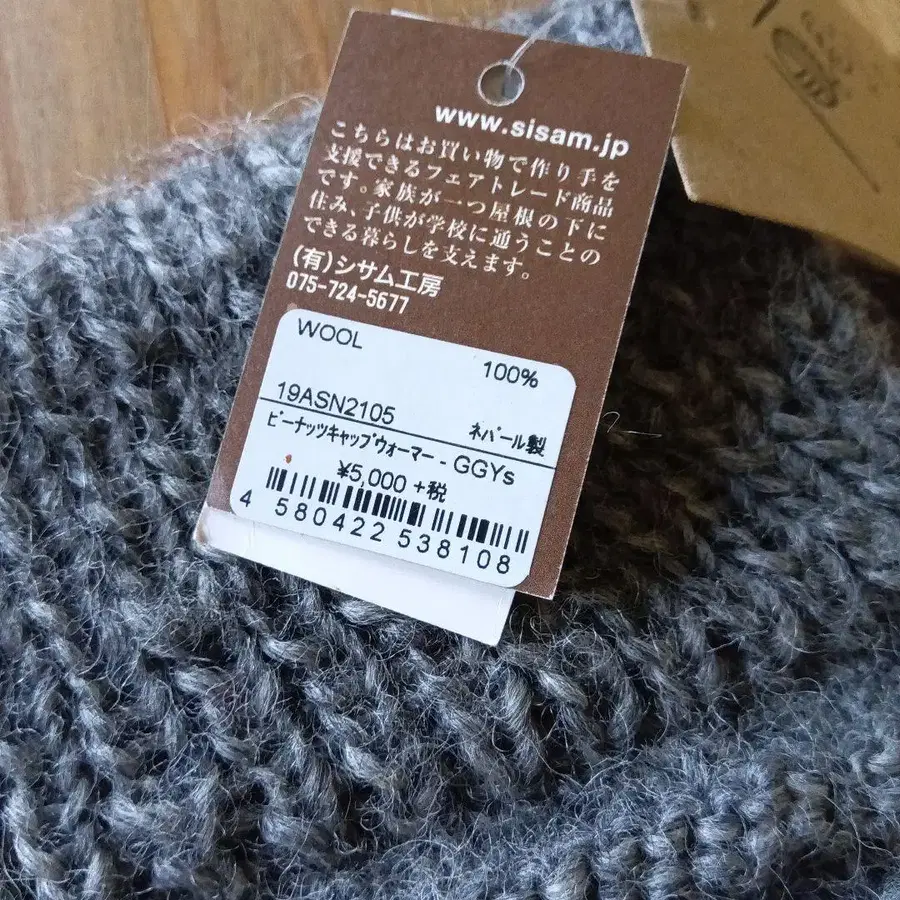 www.sisam.jp
こちらはお買い物で作り手を
支援できるフェアトレード商品
です。家族が一つ屋根の下に
住み、子供が学校に通うことの
できる暮らしを支えます。
(有)シサム工房
075-724-5677
WOOL 100%
19ASN2105 ネパール製
ピーナッツキャップウォーマー - GGYs
¥5,000 +税
4 580422 538108